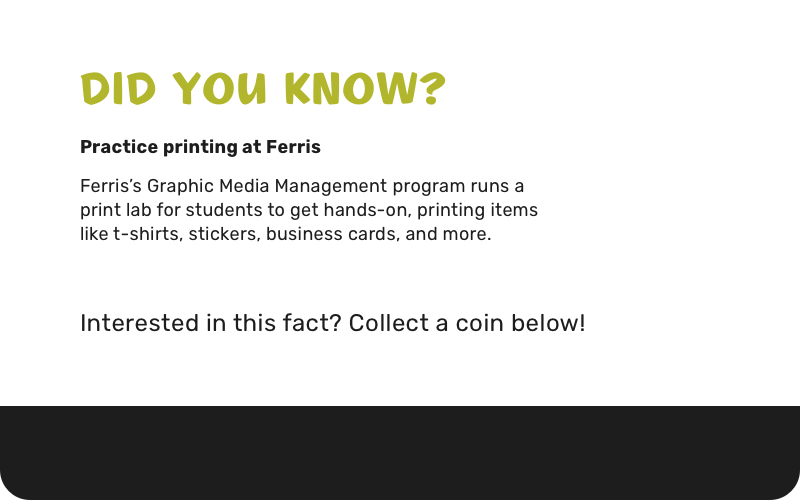 DID YOU KNOW?
Practice printing at Ferris
Ferris’s Graphic Media Management program runs a
print lab for students to get hands-on, printing items
like t-shirts, stickers, business cards, and more.
Interested in this fact? Collect a coin below!